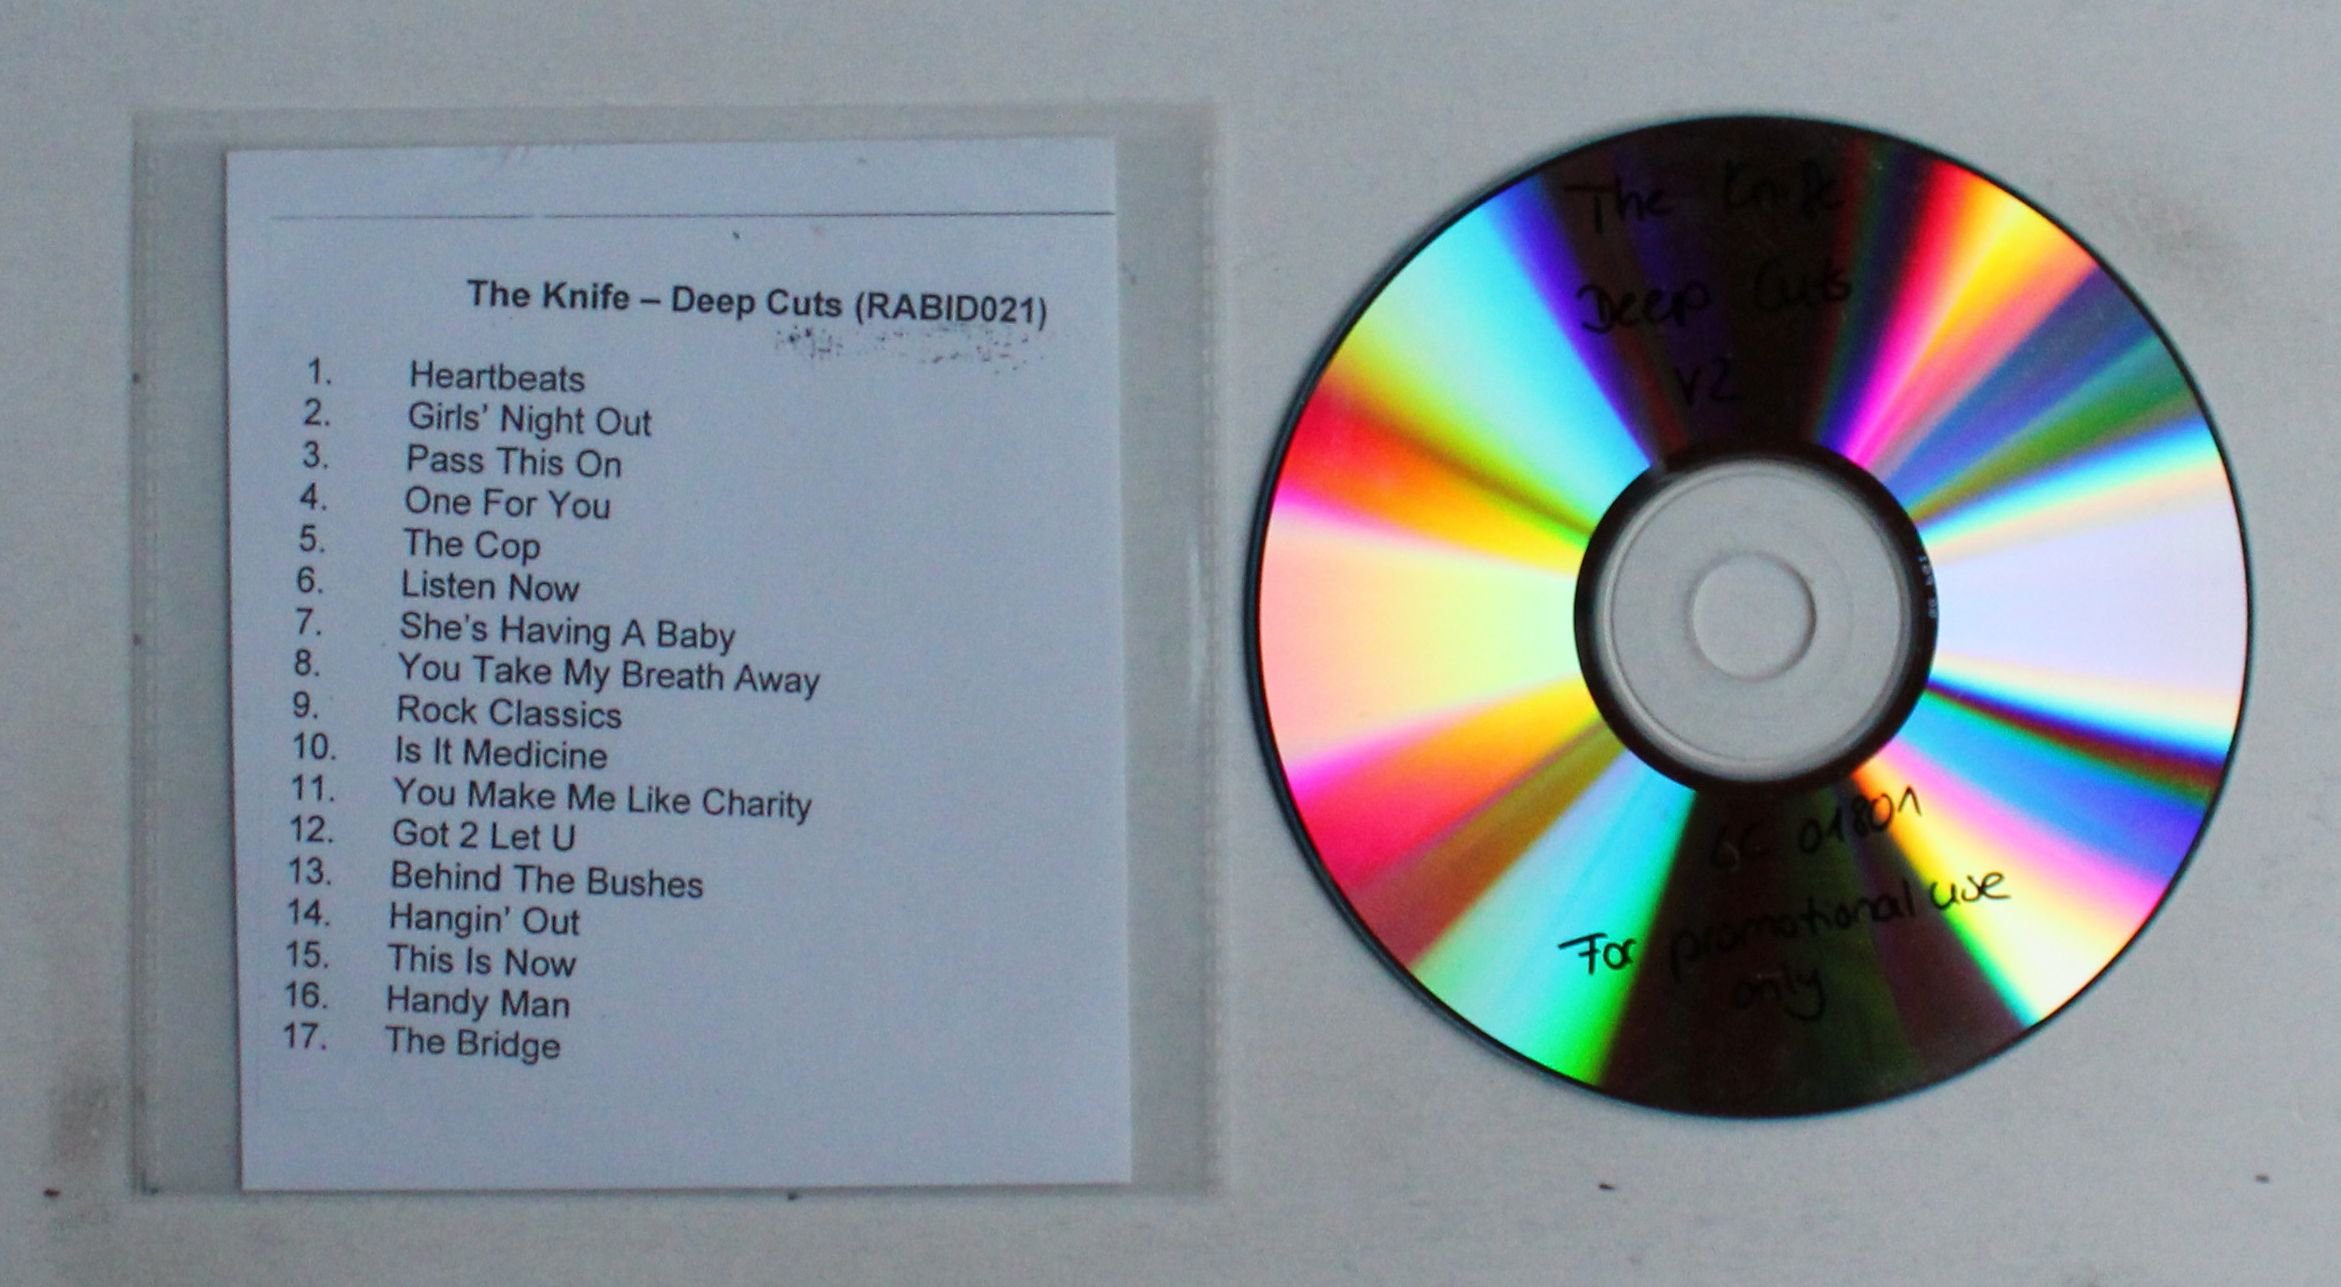 The Knife – Deep Cuts (RABID021)
1. Heartbeats
2. Girls' Night Out
3. Pass This On
4. One For You
5. The Cop
6. Listen Now
7. She's Having A Baby
8. You Take My Breath Away
9. Rock Classics
10. Is It Medicine
11. You Make Me Like Charity
12. Got 2 Let U
13. Behind The Bushes
14. Hangin' Out
15. This Is Now
16. Handy Man
17. The Bridge
The Knife
Deep Cuts
V2
01801
For promotional use
only